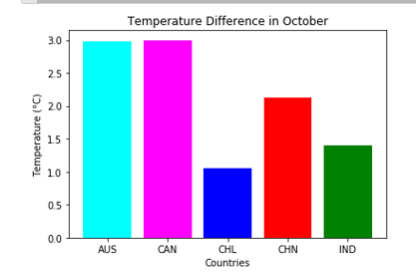 Temperature Difference in October
3.0
2.5
2.0
1.5
1.0
0.5
0.0
Temperature (°C)
AUS CAN CHL CHN IND
Countries